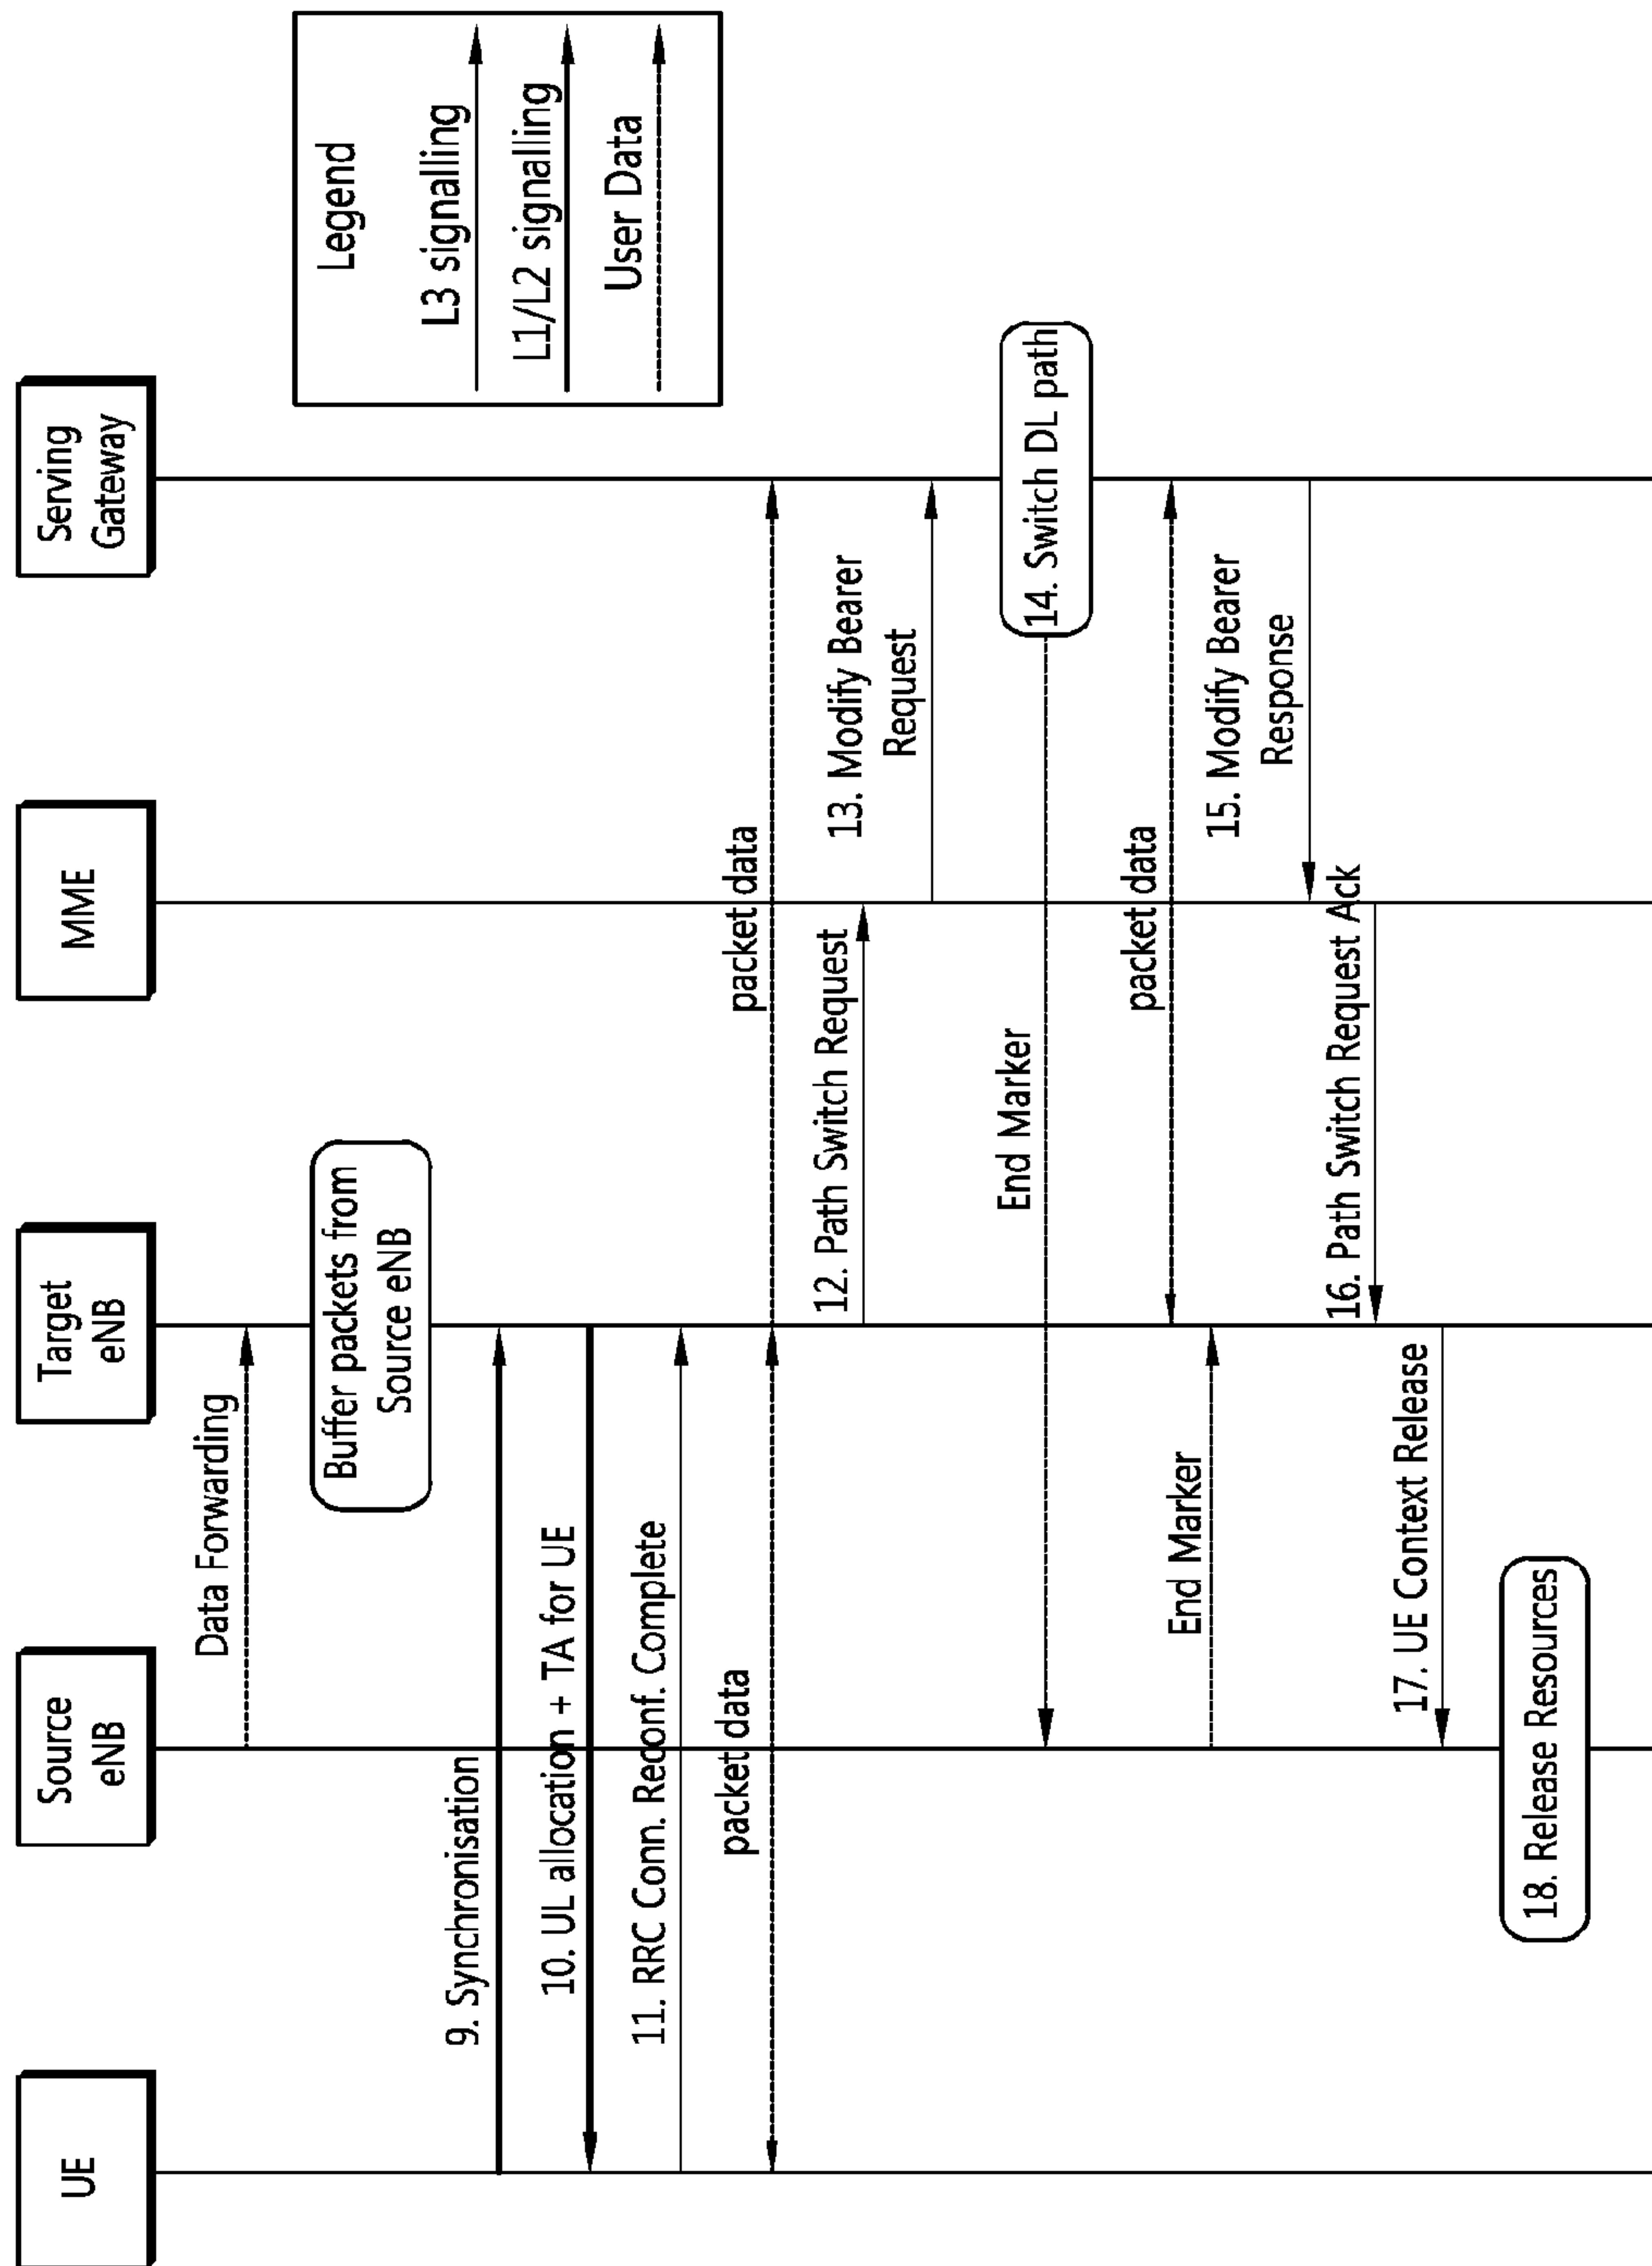 UE
Source
eNB
Target
eNB
MME
Serving
Gateway
Legend
L3 signalling
L1/L2 signalling
User Data
Data Forwarding
Buffer packets from
Source eNB
9. Synchronisation
10. UL allocation + TA for UE
11. RRC Conn. Reconf. Complete
packet data
packet data
12. Path Switch Request
13. Modify Bearer
Request
End Marker
14. Switch DL path
packet data
End Marker
15. Modify Bearer
Response
16. Path Switch Request Ack
17. UE Context Release
18. Release Resources